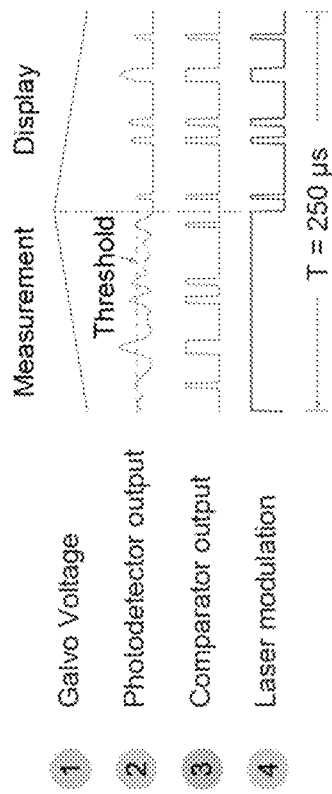 Measurement Display
1 Galvo Voltage
Threshold
2 Photodetector output
3 Comparator output
4 Laser modulation
T = 250 µs